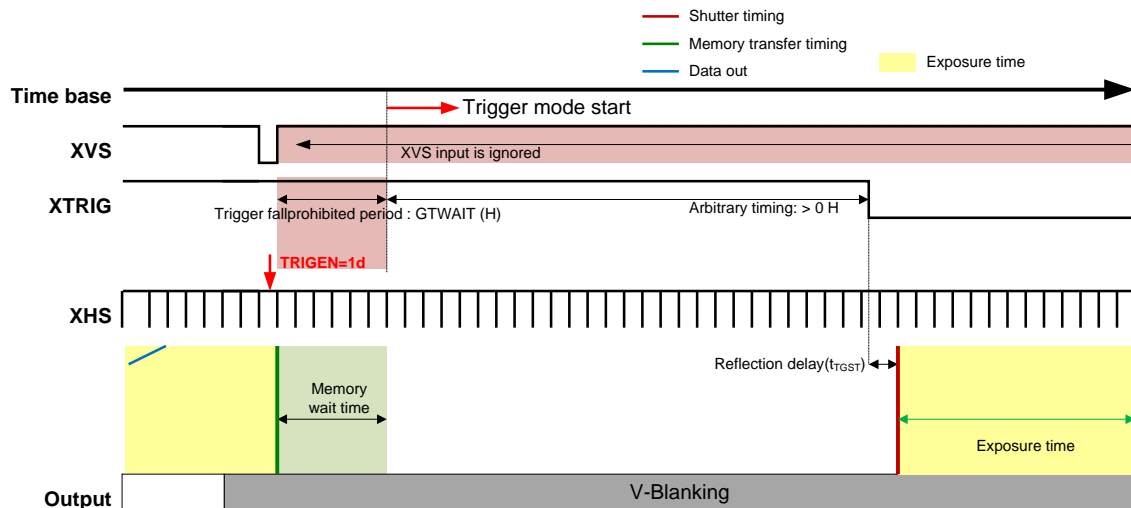 Shutter timing
Memory transfer timing
Data out
Exposure time
Time base
Trigger mode start
XVS
XVS input is ignored
XTRIG
Trigger fallprohibited period : GTWAIT (H)
Arbitrary timing: > 0 H
TRIGEN=1d
XHS
Reflection delay(tTGST)
Memory
wait time
Exposure time
Output
V-Blanking